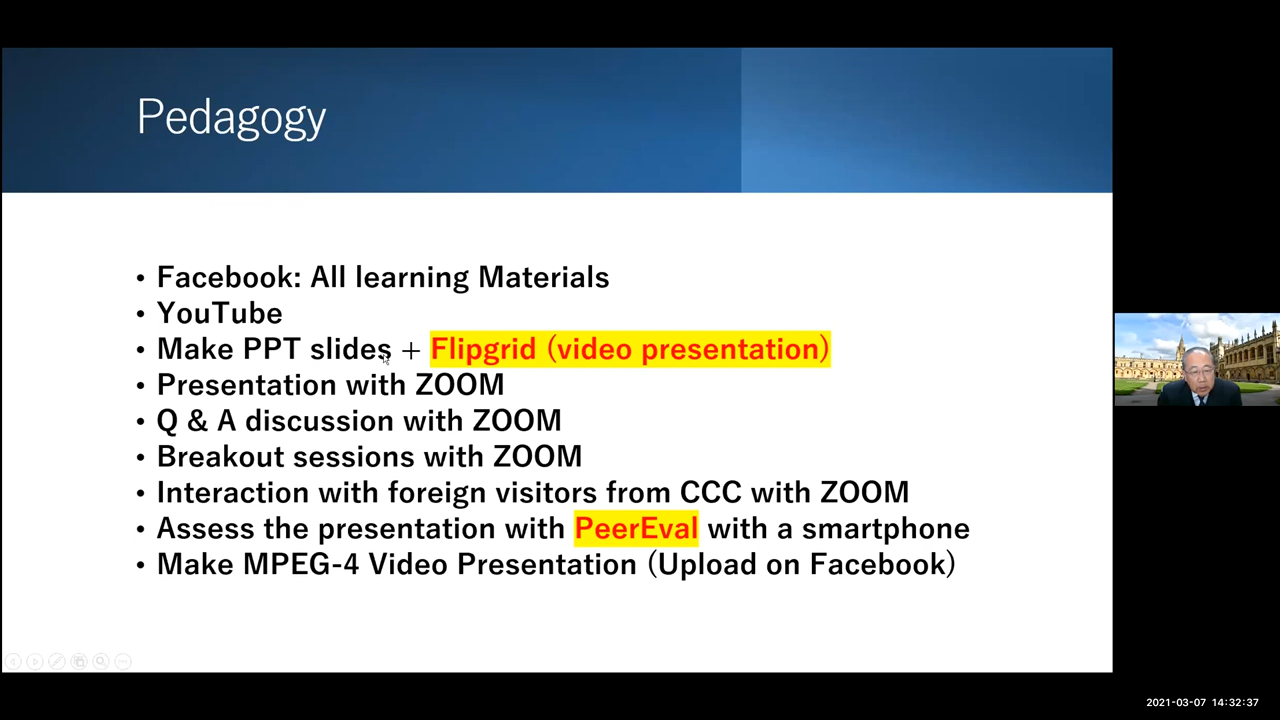 Pedagogy
• Facebook: All learning Materials
• YouTube
• Make PPT slides + Flipgrid (video presentation)
• Presentation with ZOOM
• Q & A discussion with ZOOM
• Breakout sessions with ZOOM
• Interaction with foreign visitors from CCC with ZOOM
• Assess the presentation with PeerEval with a smartphone
• Make MPEG-4 Video Presentation (Upload on Facebook)
2021-03-07 14:32:37